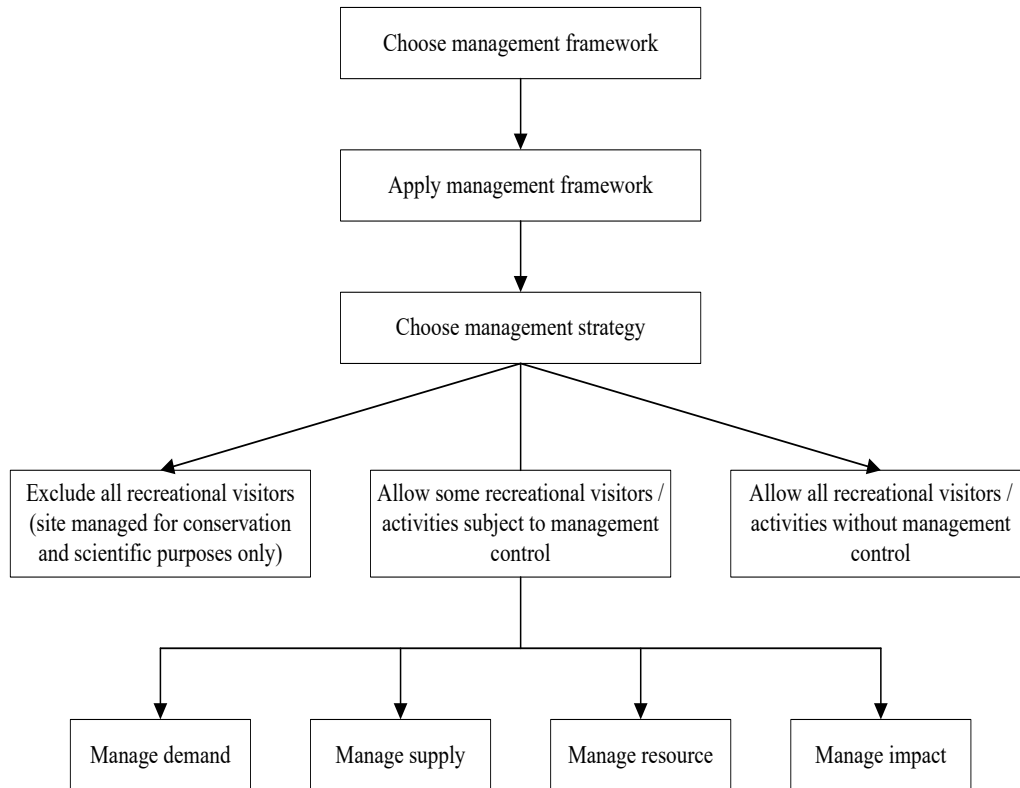 Choose management framework
Apply management framework
Choose management strategy
Exclude all recreational visitors
(site managed for conservation
and scientific purposes only)
Allow some recreational visitors /
activities subject to management
control
Allow all recreational visitors /
activities without management
control
Manage demand
Manage supply
Manage resource
Manage impact